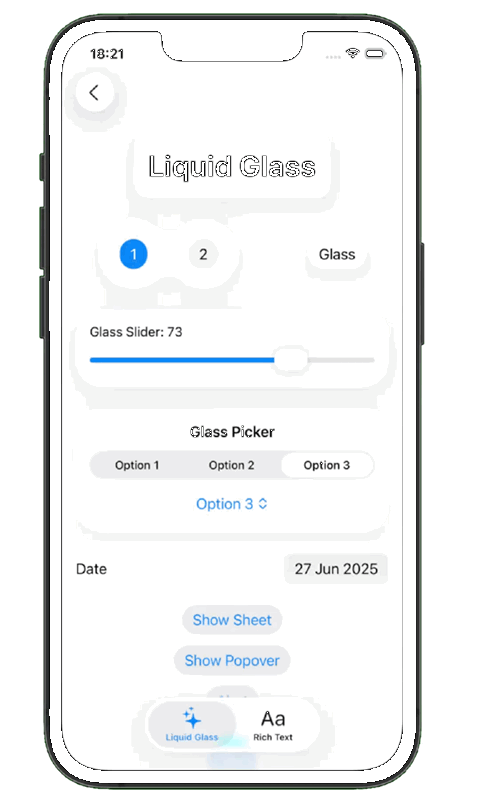 18:21
Liquid Glass
1
2
Glass
Glass Slider: 73
Glass Picker
Option 1
Option 2
Option 3
Option 3
Date
27 Jun 2025
Show Sheet
Show Popover
Liquid Glass
Aa
Rich Text